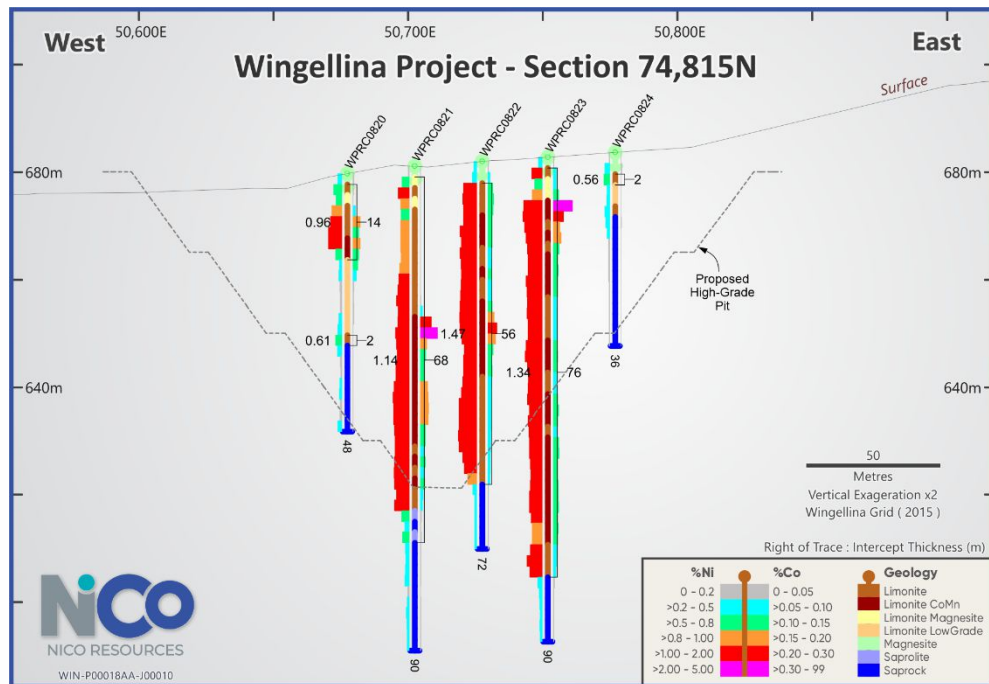 West
50,600E
50,700E
50,800E
East
Wingellina Project - Section 74,815N
Surface
WPRC0820
WPRC0821
WPRC0822
WPRC0823
WPRC0824
680m
680m
0.56
2
0.96
14
Proposed
High-Grade
Pit
0.61
2
1.47
56
1.14
68
1.34
76
36
640m
640m
48
72
90
90
50
Metres
Vertical Exageration x2
Wingellina Grid ( 2015 )
Right of Trace : Intercept Thickness (m)
%Ni %Co Geology
0 – 0.2 0 – 0.05 Limonite
>0.2 - 0.5 >0.05 - 0.10 Limonite CoMn
>0.5 - 0.8 >0.10 - 0.15 Limonite Magnesite
>0.8 - 1.00 >0.15 - 0.20 Limonite LowGrade
>1.00 - 2.00 >0.20 - 0.30 Magnesite
>2.00 - 5.00 >0.30 - 99 Saprolite
Saprock
NiCo
NICO RESOURCES
WIN-P00018AA-J00010